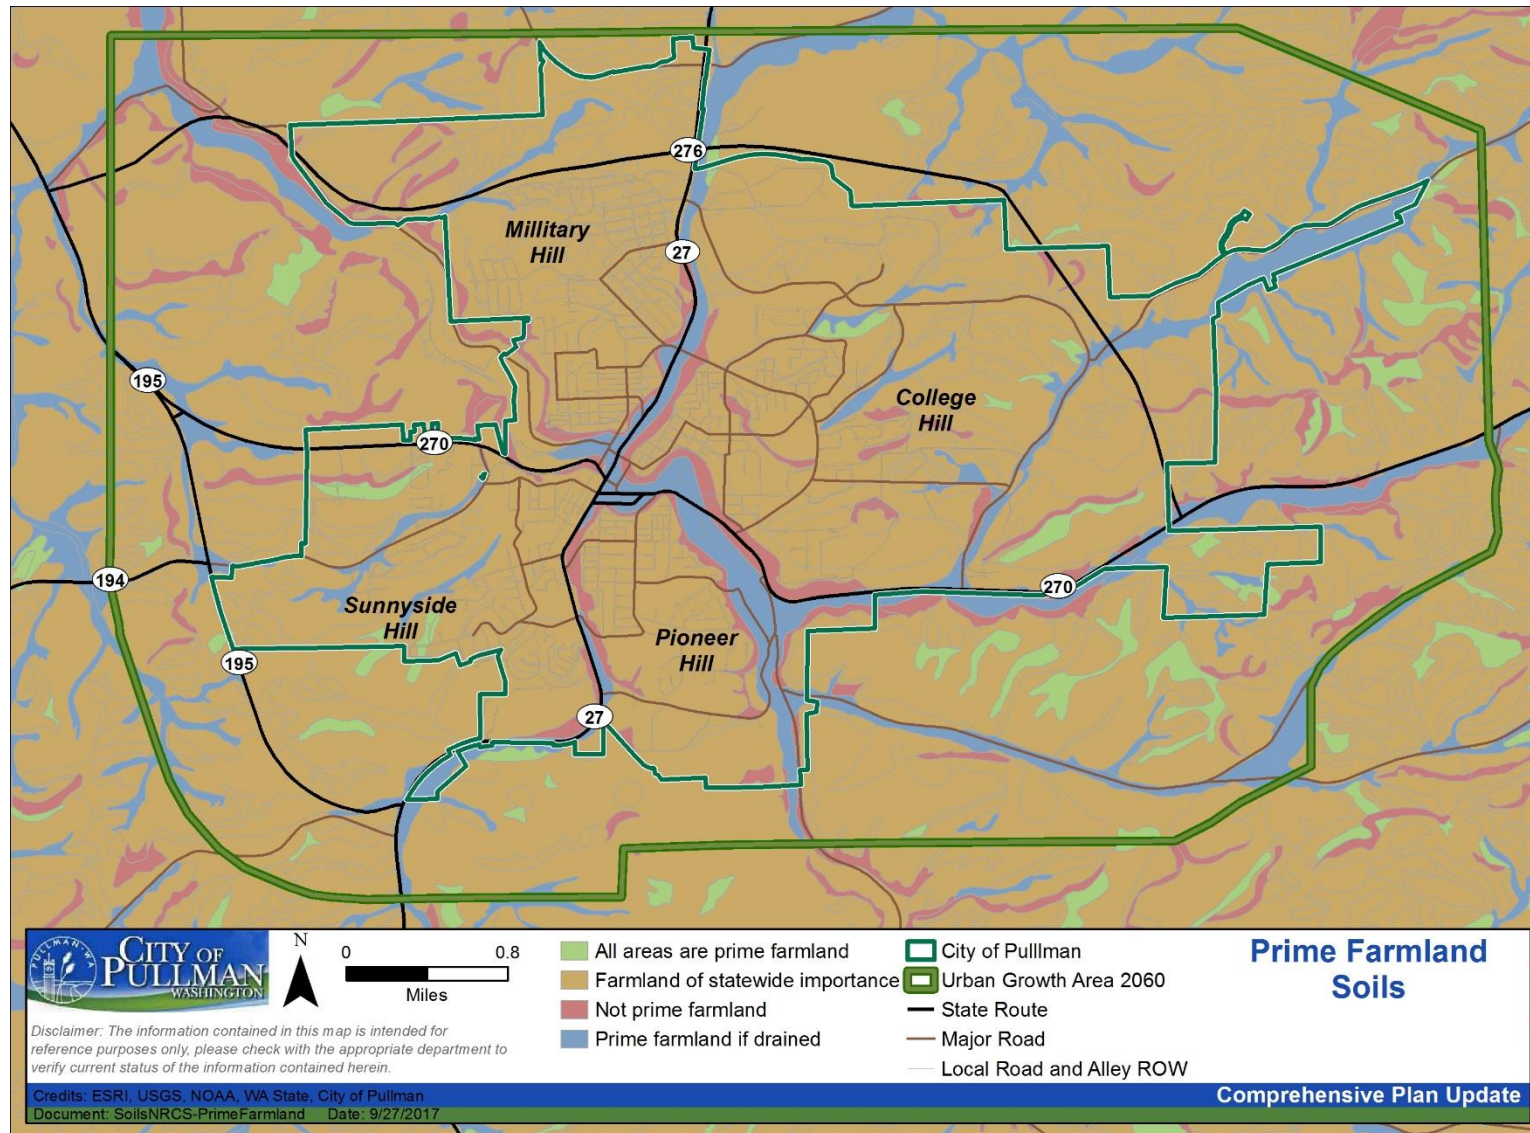 276
Millitary
Hill
27
195
270
College
Hill
194
270
Sunnyside
Hill
Pioneer
Hill
195
27
PULLMAN-WA
CITY OF
PULLMAN
WASHINGTON
N
0 0.8
Miles
All areas are prime farmland
Farmland of statewide importance
Not prime farmland
Prime farmland if drained
City of Pulllman
Urban Growth Area 2060
State Route
Major Road
Local Road and Alley ROW
Prime Farmland
Soils
Disclaimer: The information contained in this map is intended for
reference purposes only, please check with the appropriate department to
verify current status of the information contained herein.
Credits: ESRI, USGS, NOAA, WA State, City of Pullman
Document: SoilsNRCS-PrimeFarmland Date: 9/27/2017
Comprehensive Plan Update